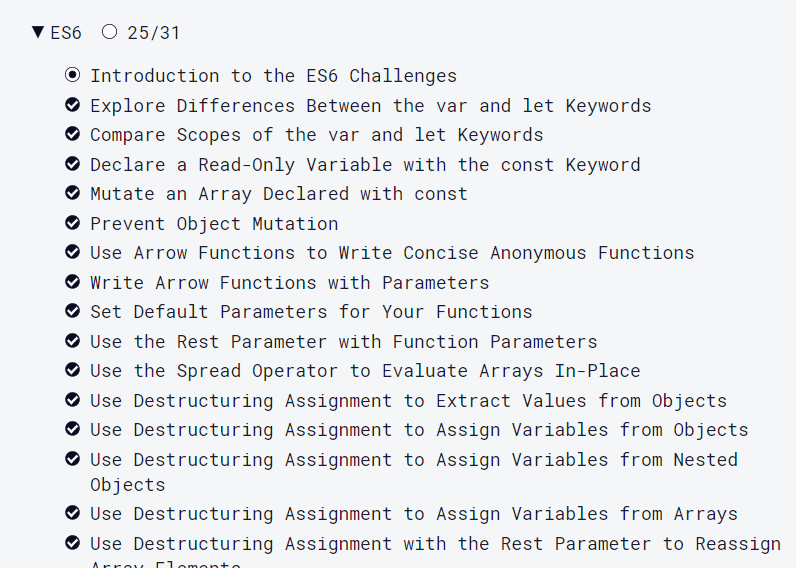 ES6 25/31
Introduction to the ES6 Challenges
Explore Differences Between the var and let Keywords
Compare Scopes of the var and let Keywords
Declare a Read-Only Variable with the const Keyword
Mutate an Array Declared with const
Prevent Object Mutation
Use Arrow Functions to Write Concise Anonymous Functions
Write Arrow Functions with Parameters
Set Default Parameters for Your Functions
Use the Rest Parameter with Function Parameters
Use the Spread Operator to Evaluate Arrays In-Place
Use Destructuring Assignment to Extract Values from Objects
Use Destructuring Assignment to Assign Variables from Objects
Use Destructuring Assignment to Assign Variables from Nested
Objects
Use Destructuring Assignment to Assign Variables from Arrays
Use Destructuring Assignment with the Rest Parameter to Reassign
Array Elements